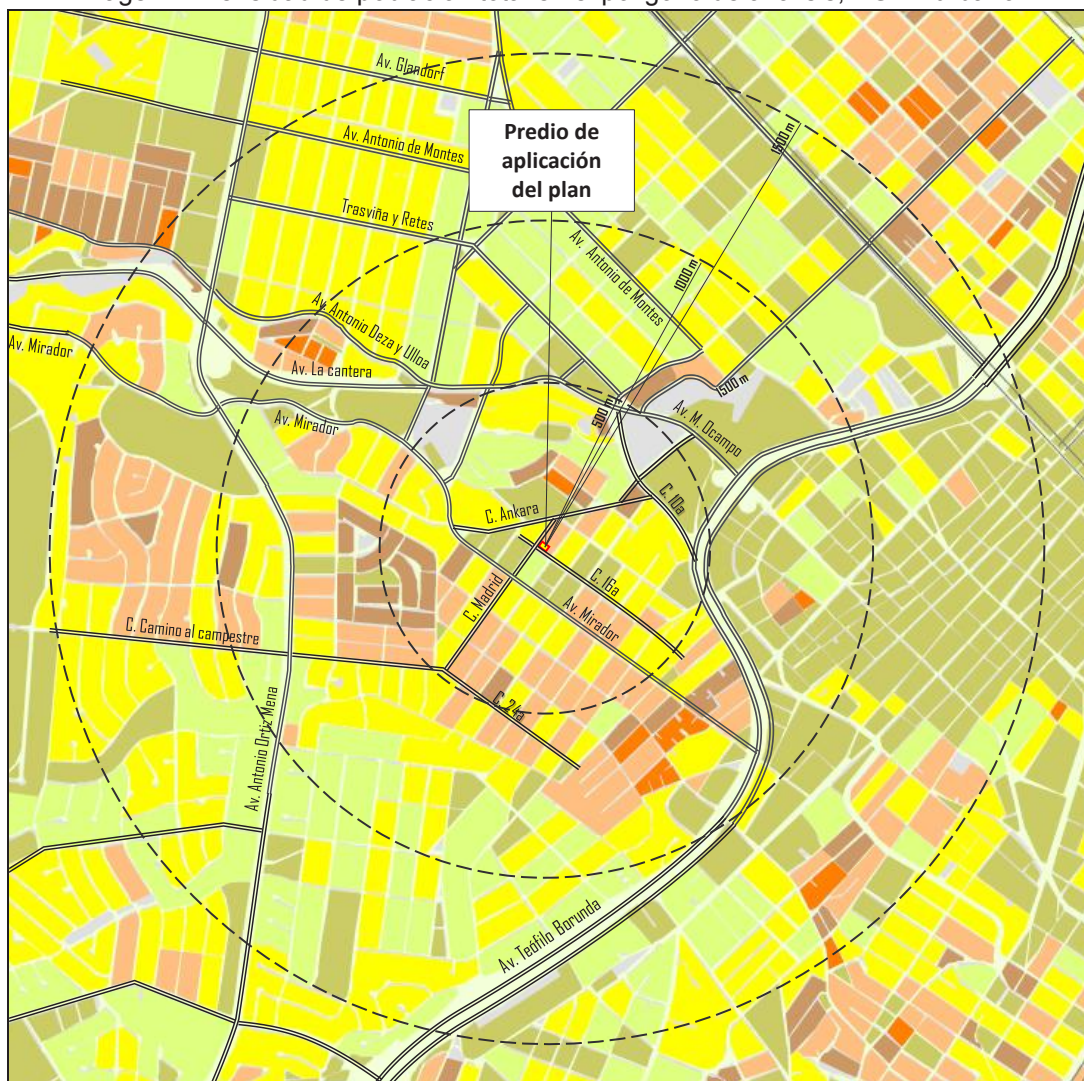 Av. Glandorf
Predio de
aplicación
del plan
1500 m
Av. Antonio de Montes
Trasviña y Retes
Av. Antonio de Montes
1000 m
Av. Antonio Deza y Ulloa
Av. Mirador
Av. La cantera
1500 m
Av. Mirador
500 m
Av. M. Ocampo
C. Ankara
C. 10a
C. 16a
C. Madrid
Av. Mirador
C. Camino al campestre
C. 24a
Av. Antonio Ortiz Mena
Av. Teófilo Borunda